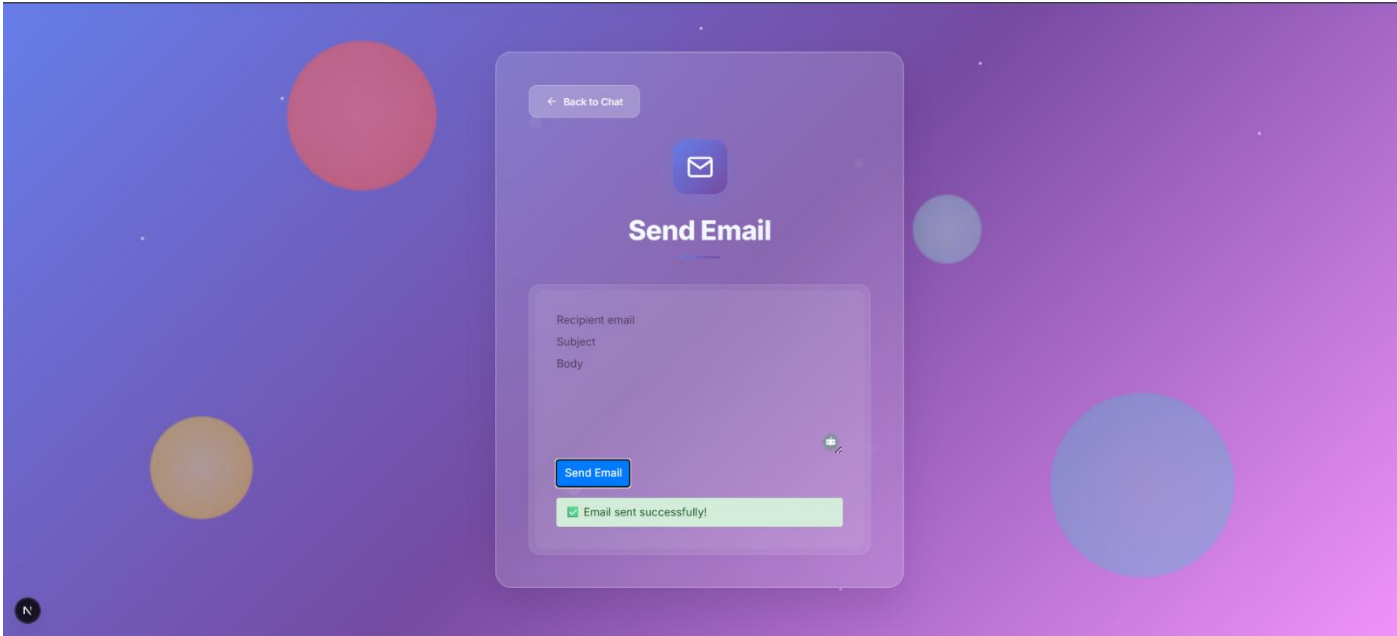 ← Back to Chat
Send Email
Recipient email
Subject
Body
Send Email
✅ Email sent successfully!
N